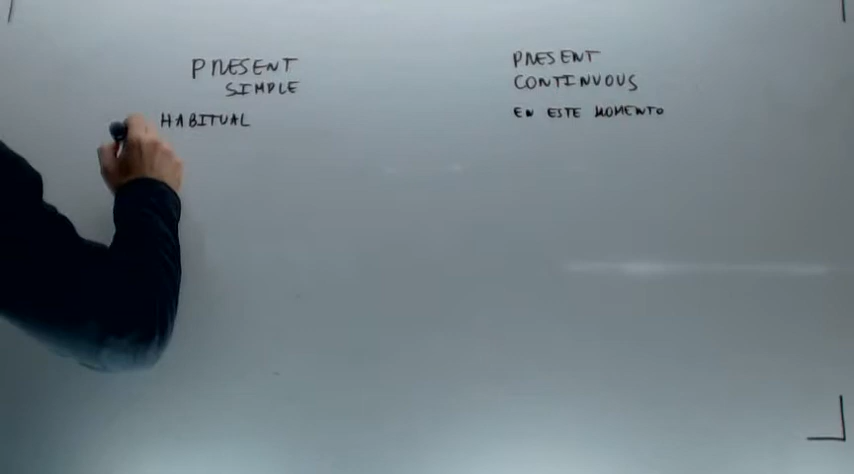 PRESENT
SIMPLE
HABITUAL
PRESENT
CONTINUOUS
EN ESTE MOMENTO